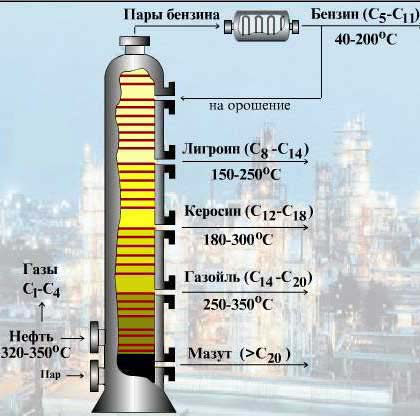 Пары бензина
Бензин (C5-C11)
40-200°C
на орошение
Лигроин (C8 -C14)
150-250°C
Керосин (C12-C18)
180-300°C
Газойль (C14 -C20)
250-350°C
Газы
C1-C4
Нефть
320-350°C
Мазут (>C20 )
Пар